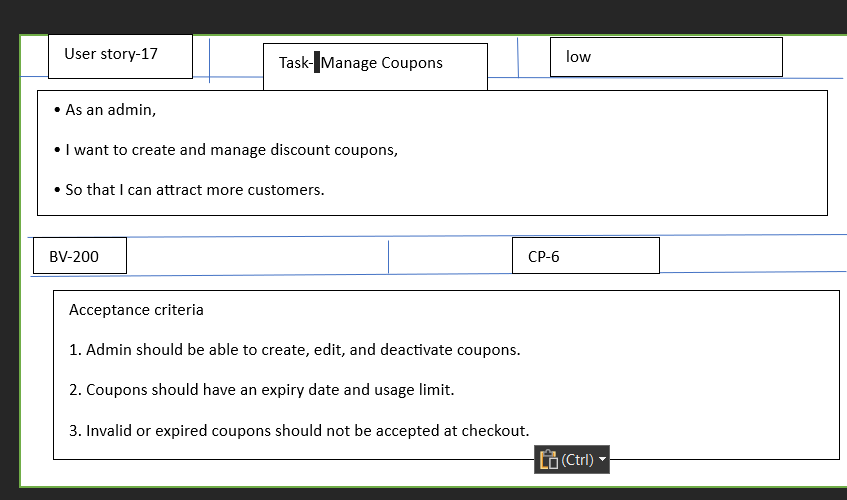 User story-17
Task- Manage Coupons
low
• As an admin,
• I want to create and manage discount coupons,
• So that I can attract more customers.
BV-200
CP-6
Acceptance criteria
1. Admin should be able to create, edit, and deactivate coupons.
2. Coupons should have an expiry date and usage limit.
3. Invalid or expired coupons should not be accepted at checkout.
(Ctrl)